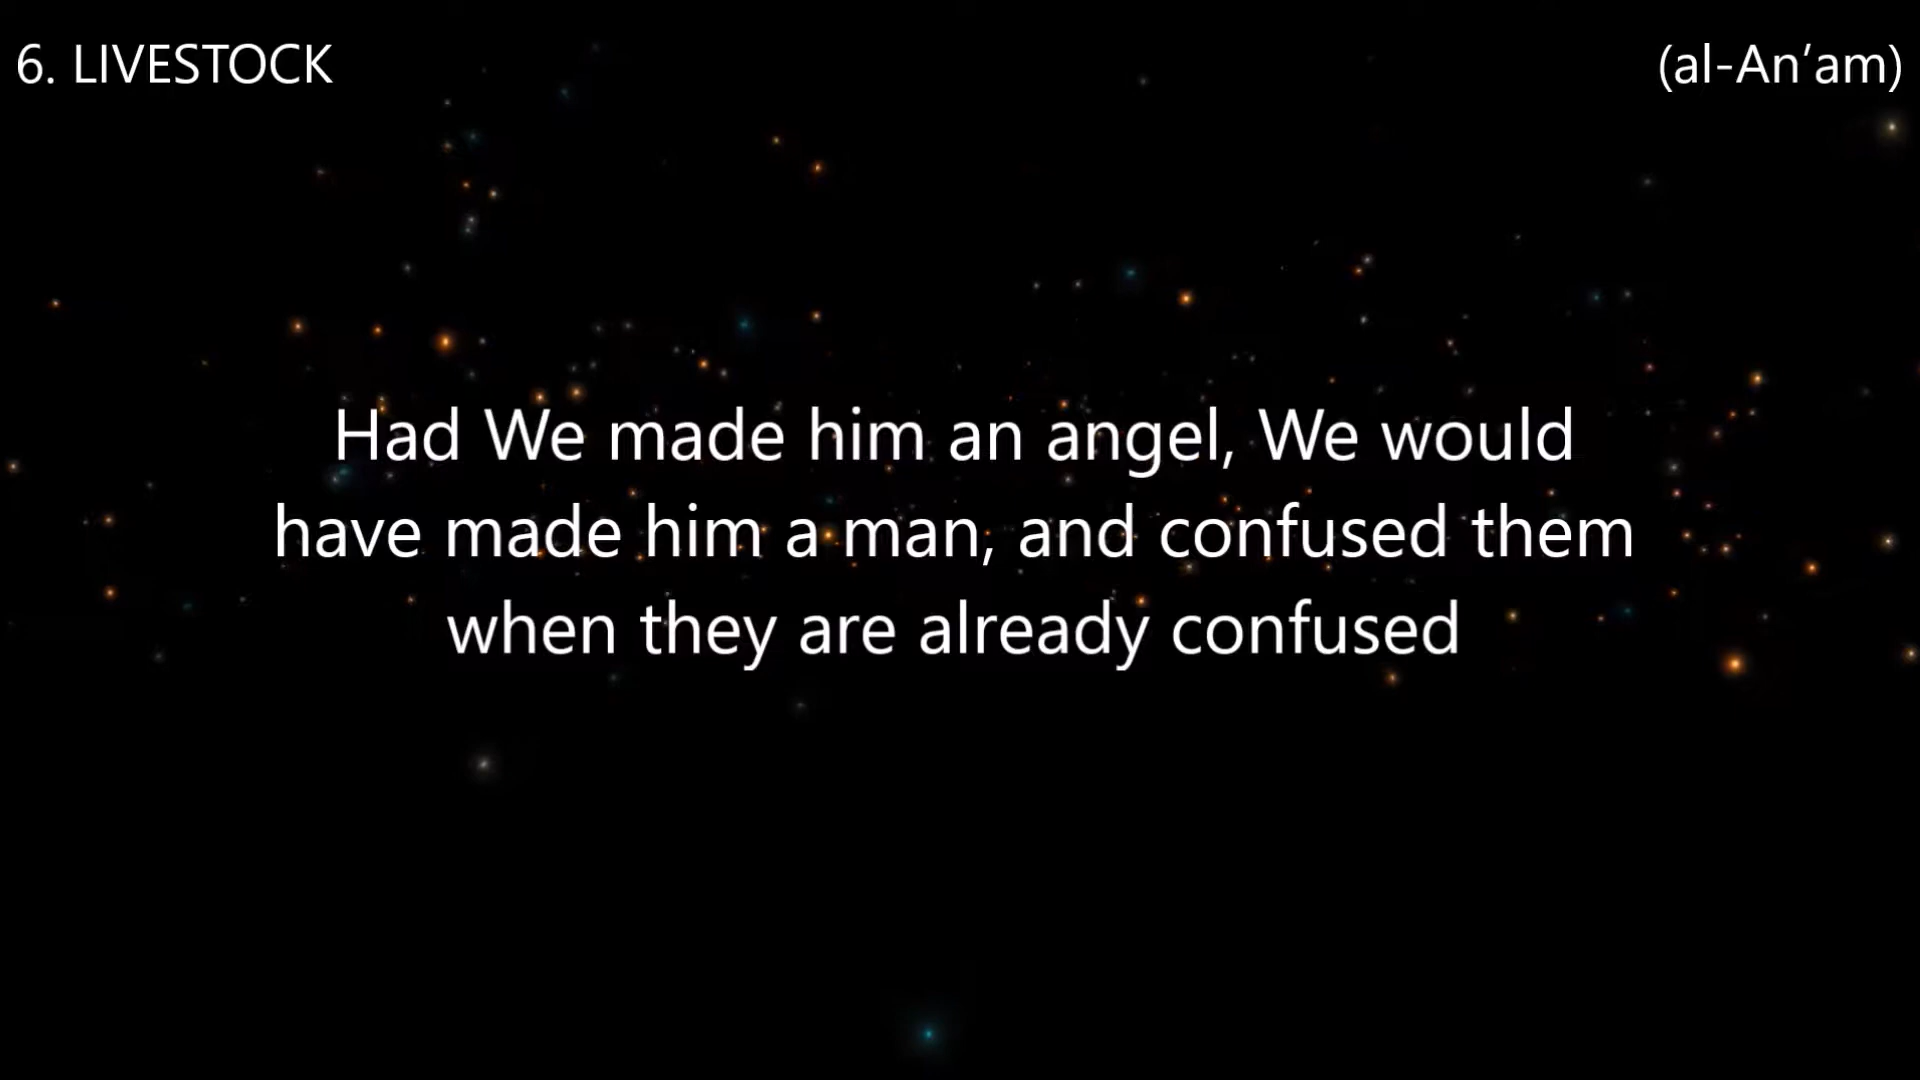 6. LIVESTOCK
(al-An’am)
Had We made him an angel, We would
have made him a man, and confused them
when they are already confused